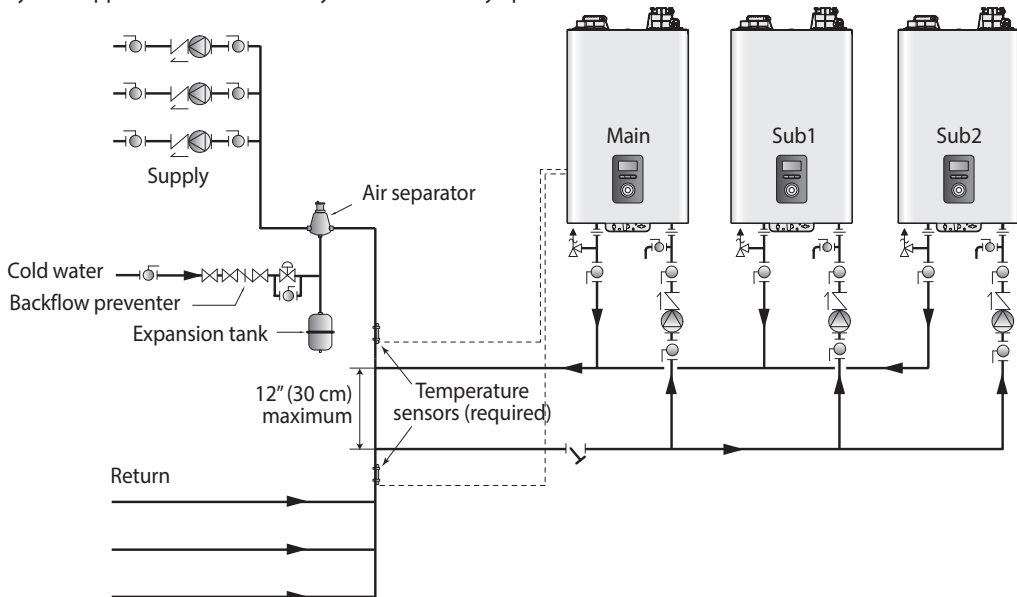 Supply
Main
Sub1
Sub2
Air separator
Cold water
Backflow preventer
Expansion tank
12" (30 cm)
maximum
Temperature
sensors (required)
Return